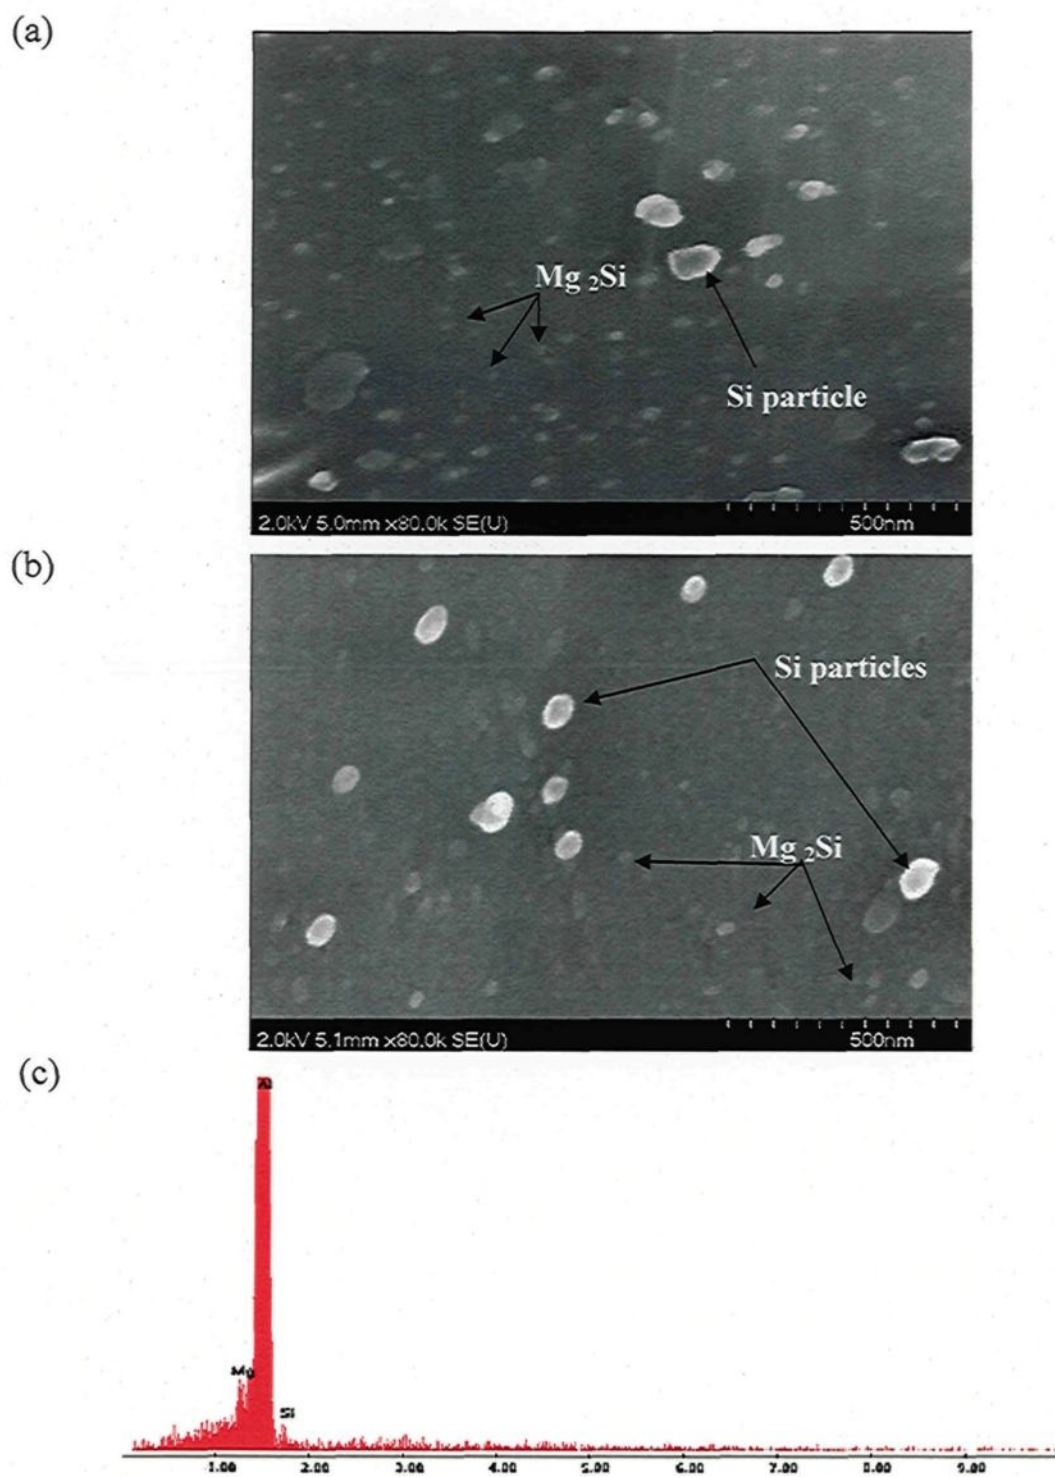 (a)
Mg 2Si
Si particle
2.0kV 5.0mm x80.0k SE(U)
500nm
(b)
Si particles
Mg 2Si
2.0kV 5.1mm x80.0k SE(U)
500nm
(c)
Al
Mg
Si
1.00 2.00 3.00 4.00 5.00 6.00 7.00 8.00 9.00